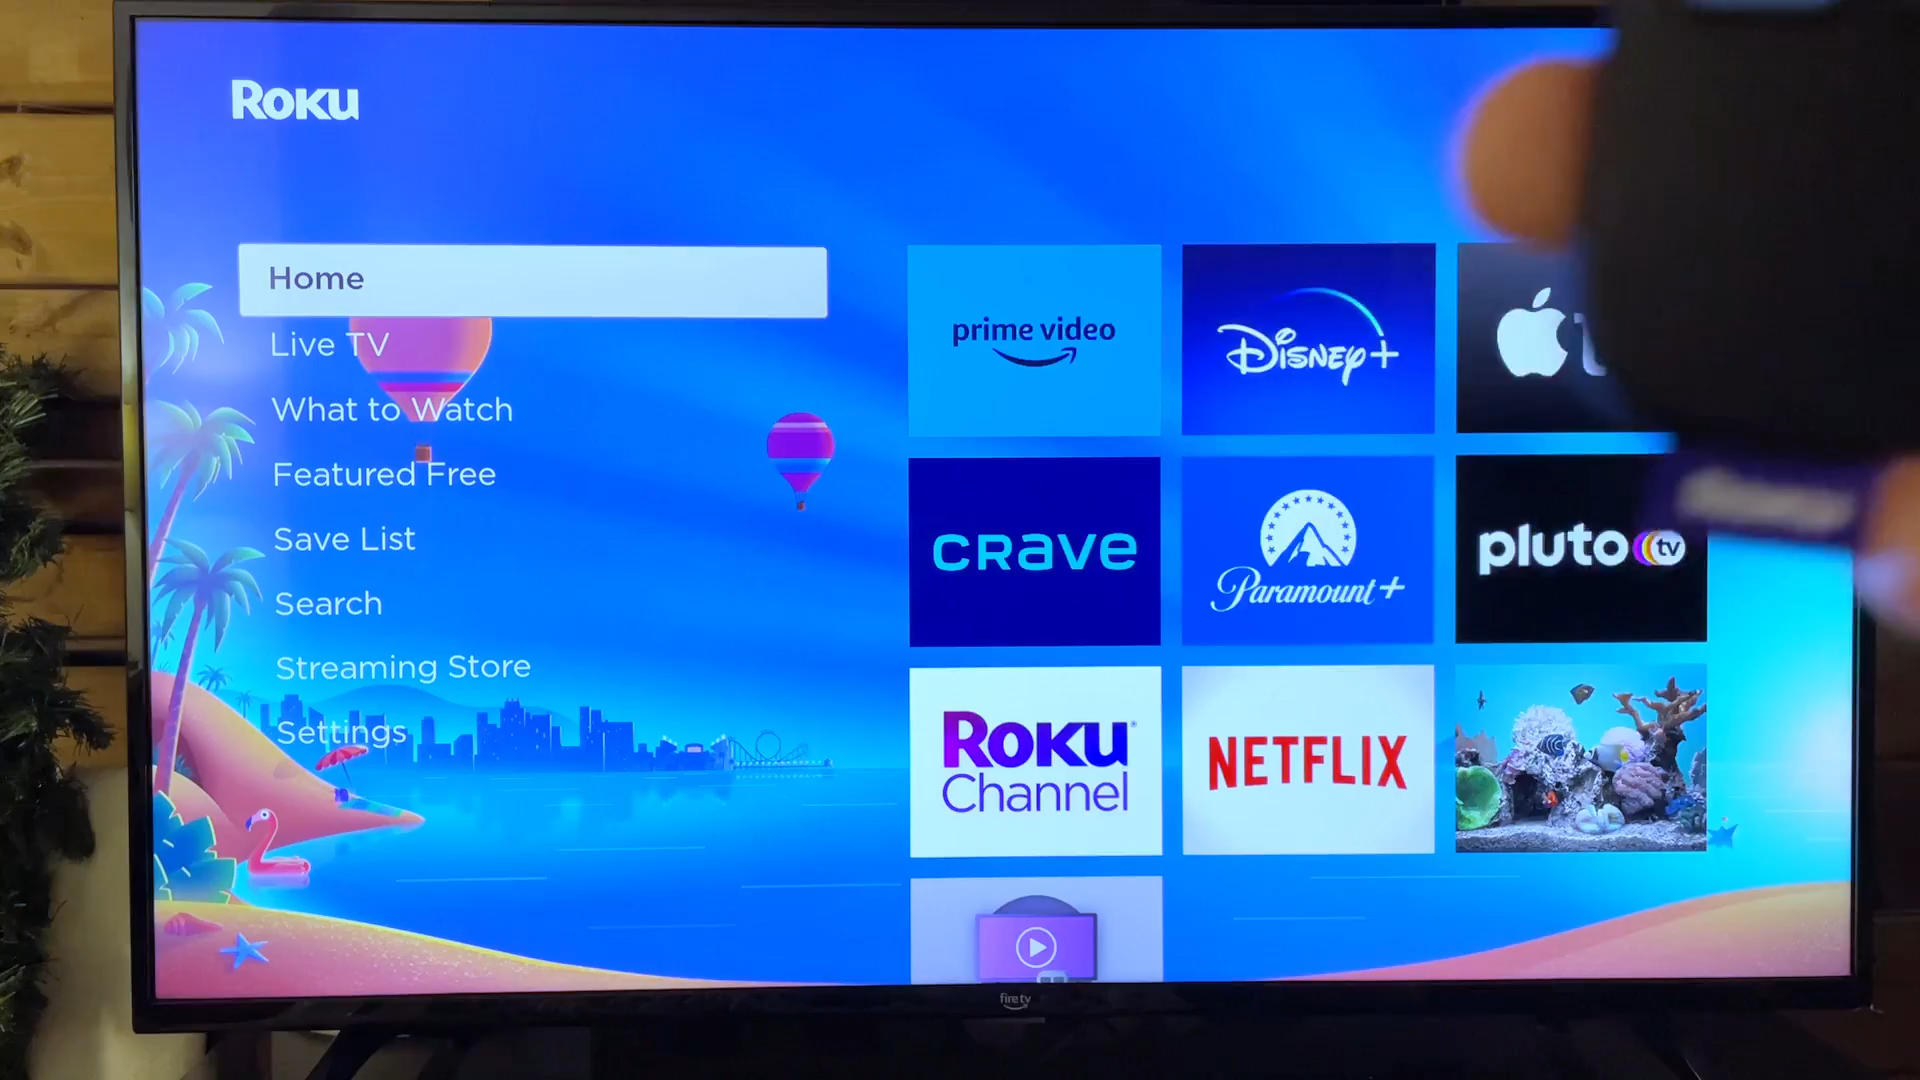 ROKU
Home
Live TV
What to Watch
Featured Free
Save List
Search
Streaming Store
Settings
prime video
Disney+
CRAVE
Paramount+
pluto tv
ROKU
Channel
NETFLIX
fire tv